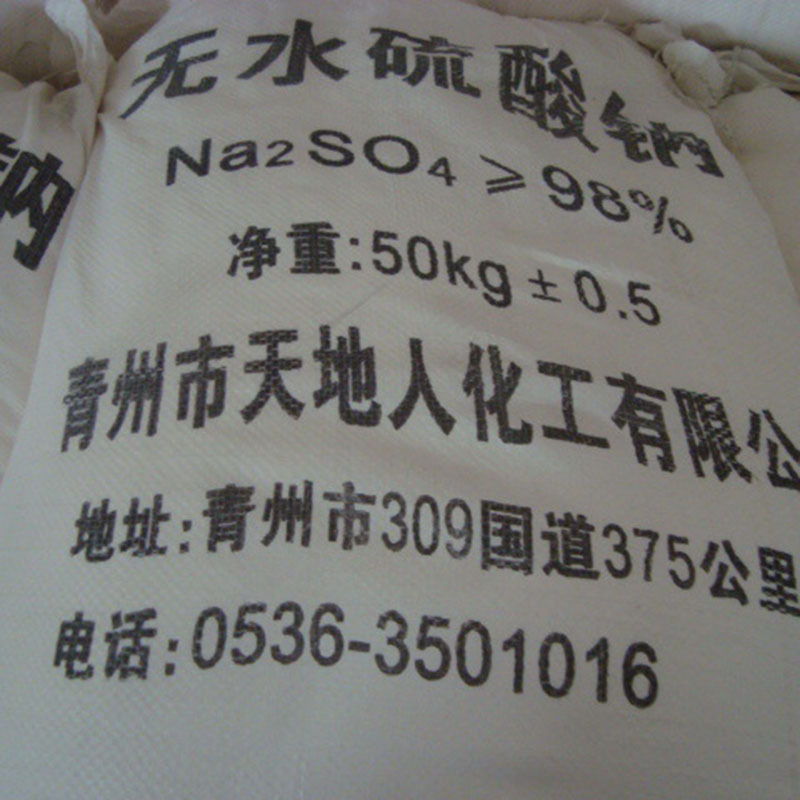 无水硫酸钠
Na2SO4 ⩾98%
净重:50kg±0.5
青州市天地人化工有限公
地址:青州市309国道375公里
电话:0536-3501016
钠